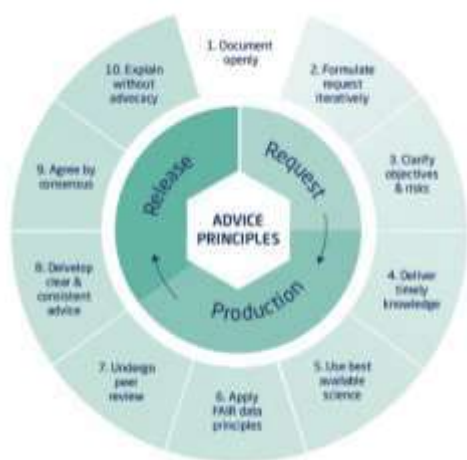 1. Document
openly
2. Formulate
request
iteratively
3. Clarify
objectives
& risks
4. Deliver
timely
knowledge
5. Use best
available
science
6. Apply
FAIR data
principles
7. Undergo
peer
review
8. Delvelop
clear &
consistent
advice
9. Agree by
consensus
10. Explain
without
advocacy
Release
Request
Production
ADVICE
PRINCIPLES